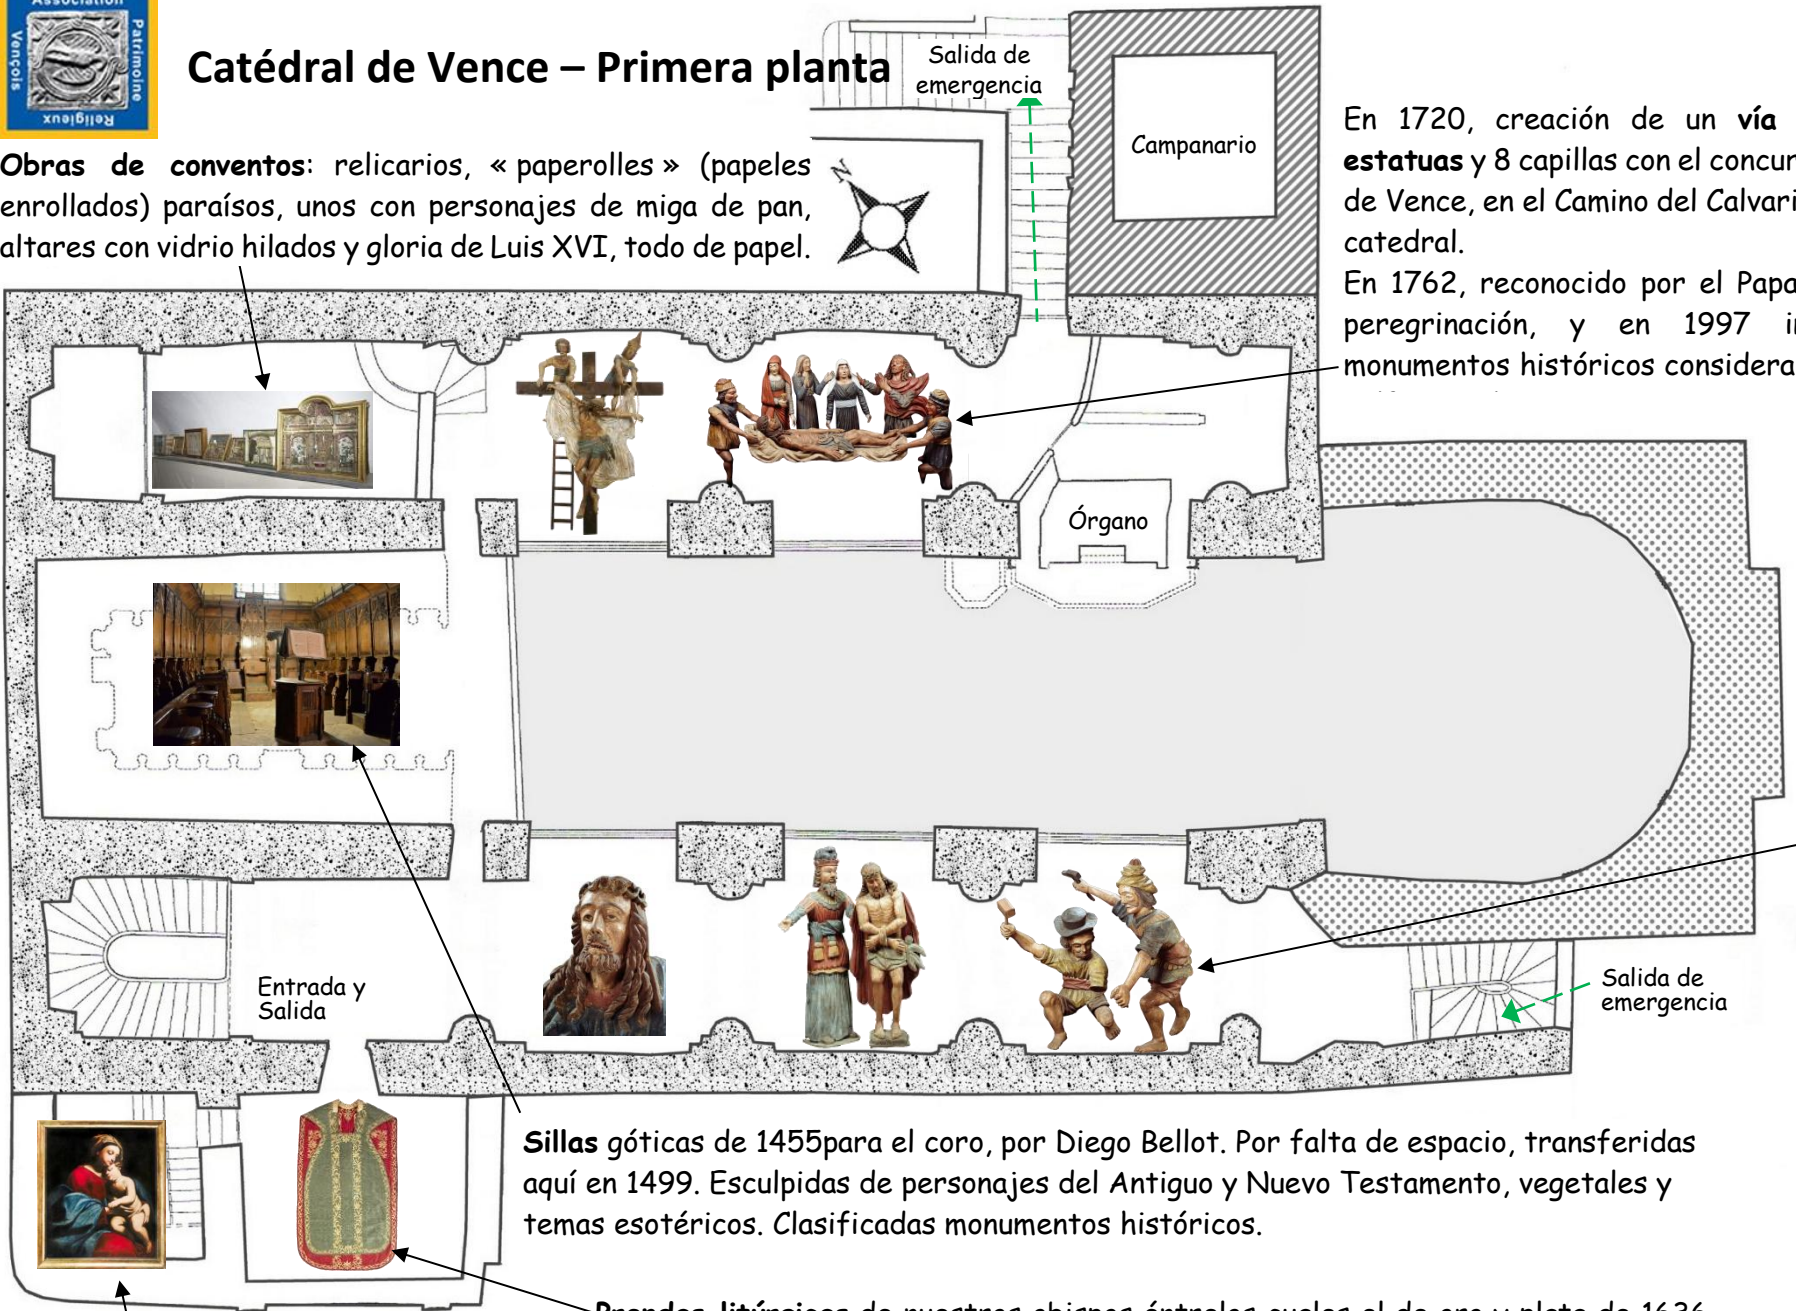 Association
Patrimoine
Religieux
Vençois
Catédral de Vence – Primera planta
Salida de
emergencia
Campanario
Obras de conventos: relicarios, « paperolles » (papeles
enrollados) paraísos, unos con personajes de miga de pan,
altares con vidrio hilados y gloria de Luis XVI, todo de papel.
N
En 1720, creación de un vía
estatuas y 8 capillas con el concur
de Vence, en el Camino del Calvari
catedral.
En 1762, reconocido por el Papa
peregrinación, y en 1997 i
monumentos históricos considera
Órgano
Entrada y
Salida
Salida de
emergencia
Sillas góticas de 1455para el coro, por Diego Bellot. Por falta de espacio, transferidas
aquí en 1499. Esculpidas de personajes del Antiguo y Nuevo Testamento, vegetales y
temas esotéricos. Clasificadas monumentos históricos.
Prendas litúrgicas de nuestros obispos